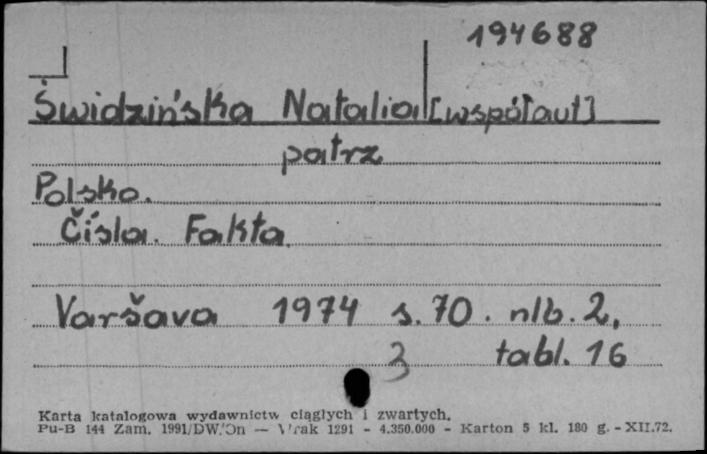 194688
Świdzińska Natalia [współaut]
patrz
Polsko.
Čísla. Fakta.
Varšava 1974 s. 70. nlb. 2,
3 tabl. 16
Karta katalogowa wydawnictw ciągłych i zwartych.
Pu-B 144 Zam. 1991/DW/On — 1291 - 4.350.000 - Karton 5 kl. 180 g. - XII.72.